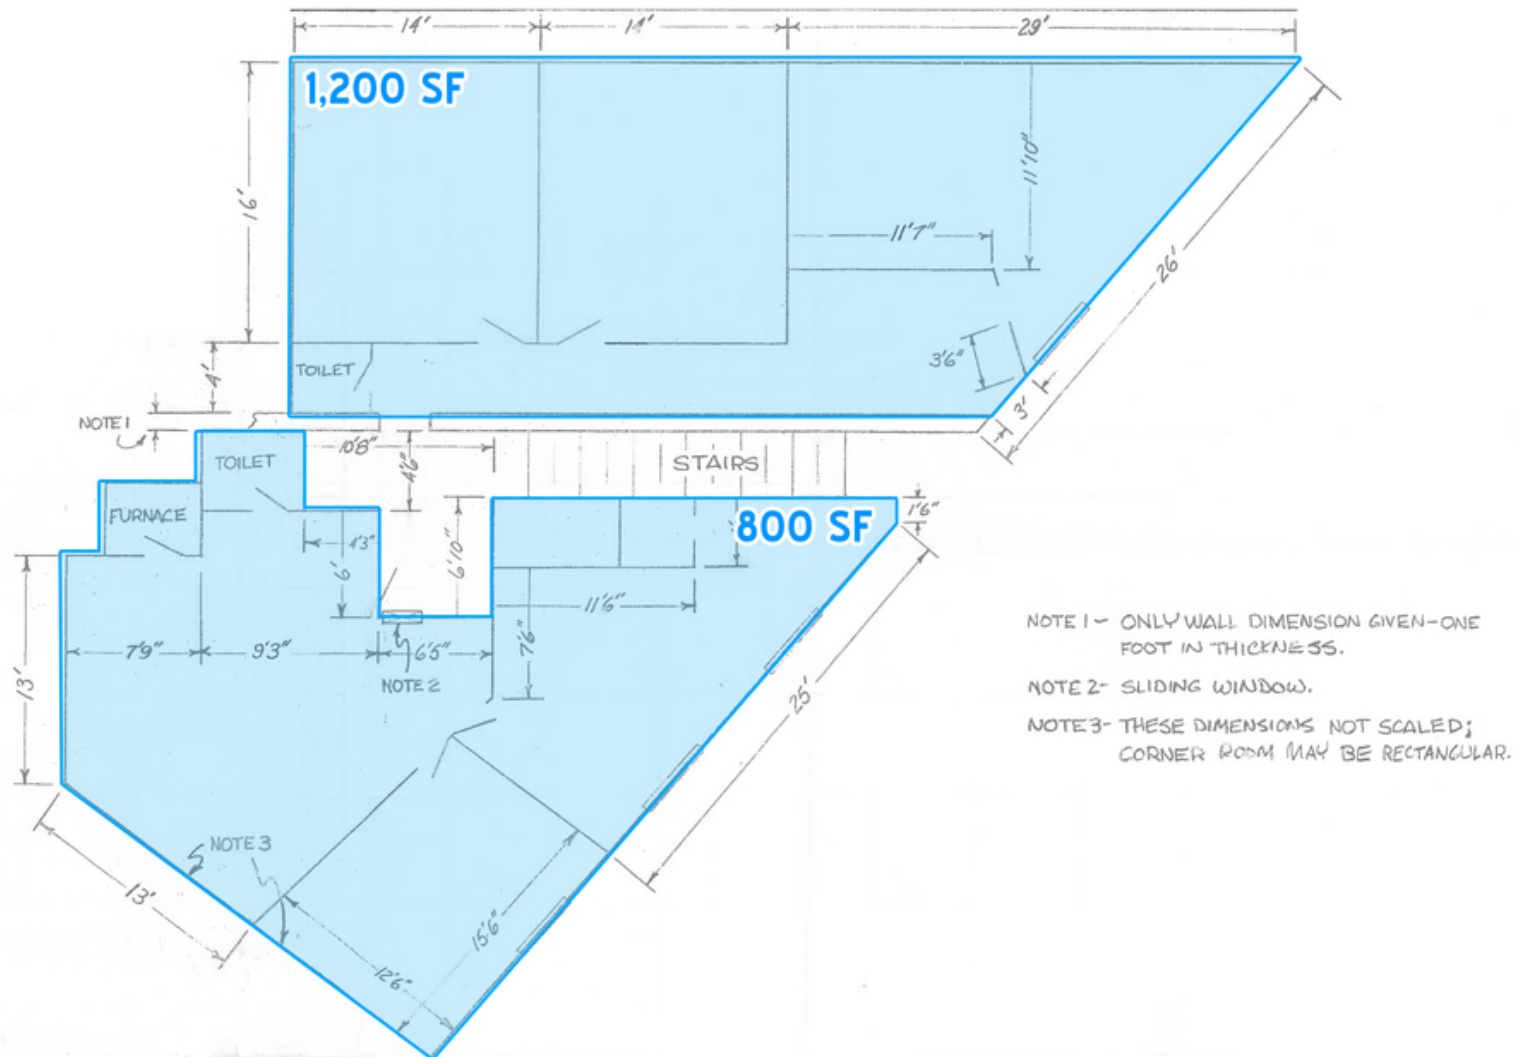 14'
14'
29'
1,200 SF
16'
11'10"
11'7"
26'
3'6"
TOILET
4'
3'
NOTE 1
10'8"
4'6"
STAIRS
TOILET
FURNACE
1'6"
800 SF
4'3"
6'
6'10"
11'6"
7'6"
7'9"
9'3"
6'5"
NOTE 2
13'
25'
NOTE 3
13'
15'6"
12'6"
NOTE 1- ONLY WALL DIMENSION GIVEN-ONE
FOOT IN THICKNESS.
NOTE 2- SLIDING WINDOW.
NOTE 3- THESE DIMENSIONS NOT SCALED;
CORNER ROOM MAY BE RECTANGULAR.